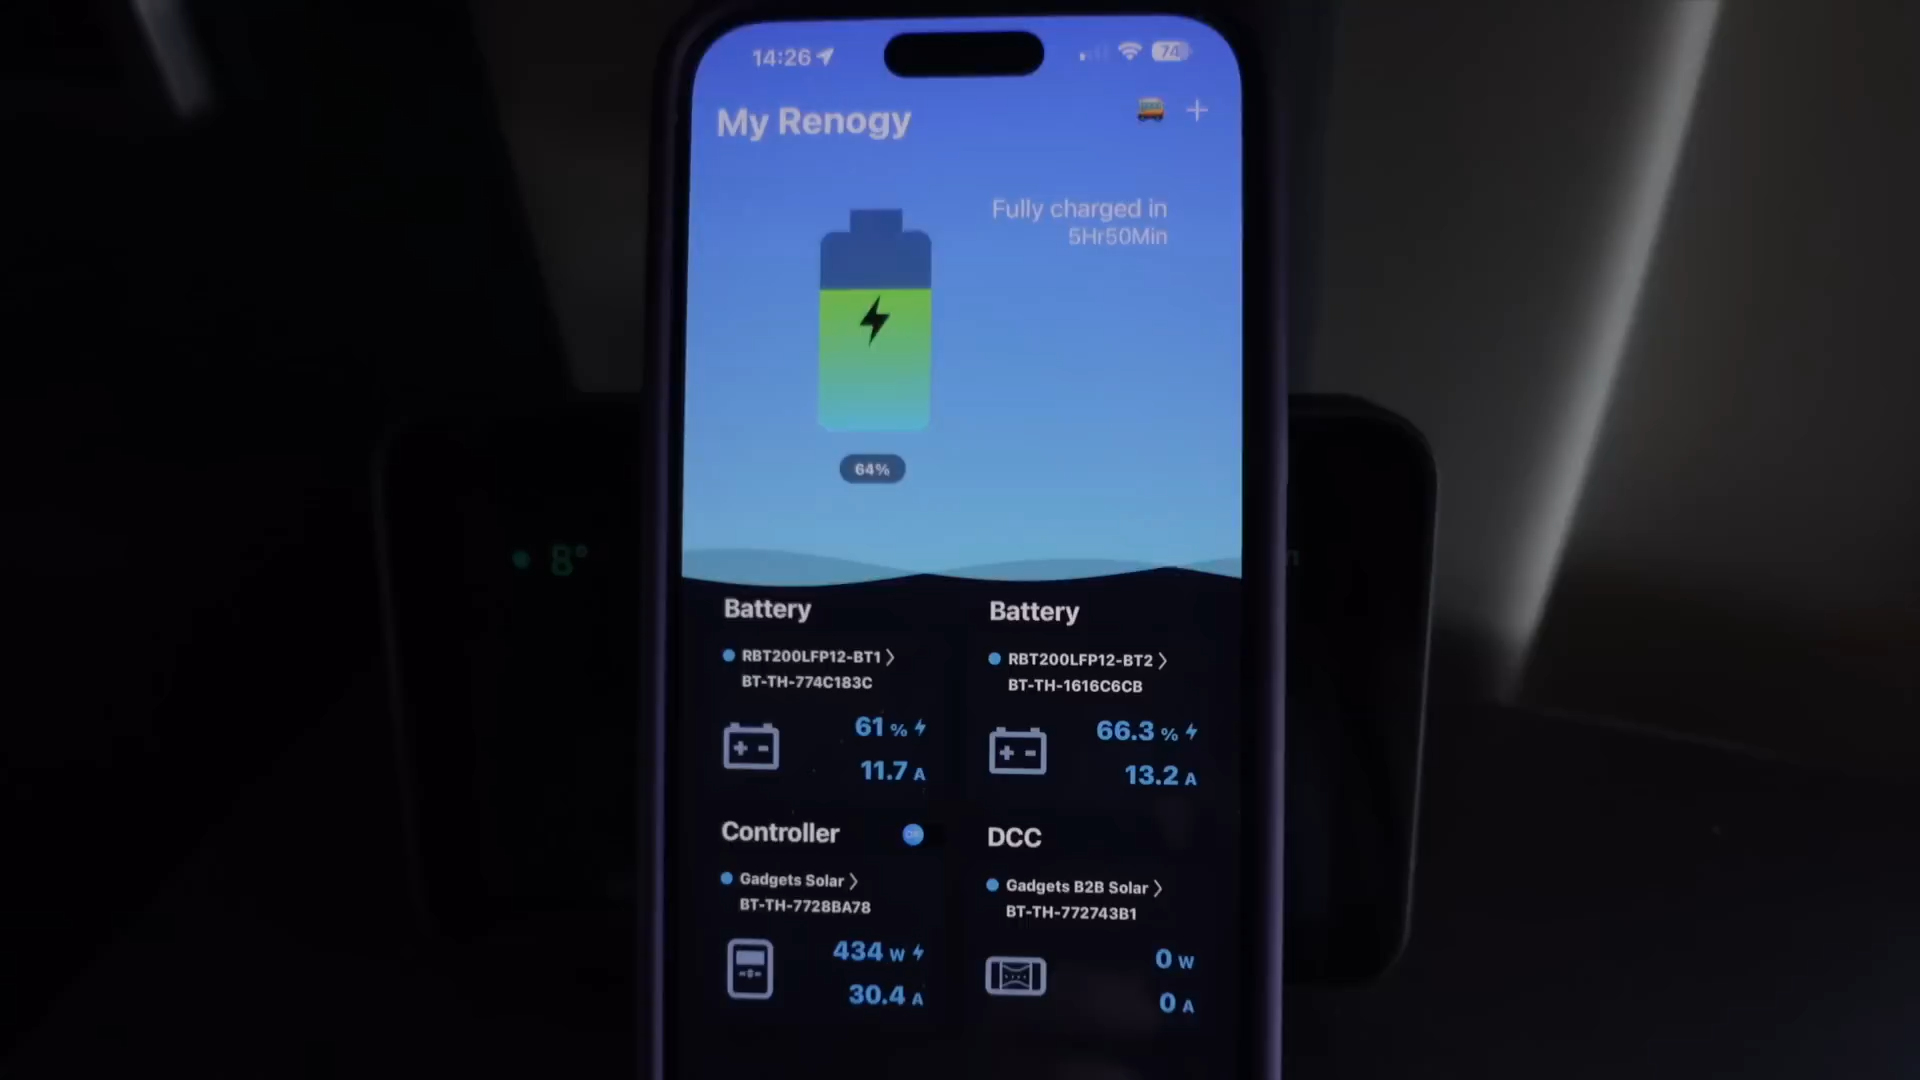 14:26
74
My Renogy
Fully charged in
5Hr50Min
64%
8°
Battery
RBT200LFP12-BT1
BT-TH-774C183C
61 %
11.7 A
Battery
RBT200LFP12-BT2
BT-TH-1616C6CB
66.3 %
13.2 A
Controller
Gadgets Solar
BT-TH-7728BA78
434 W
30.4 A
DCC
Gadgets B2B Solar
BT-TH-772743B1
0 W
0 A